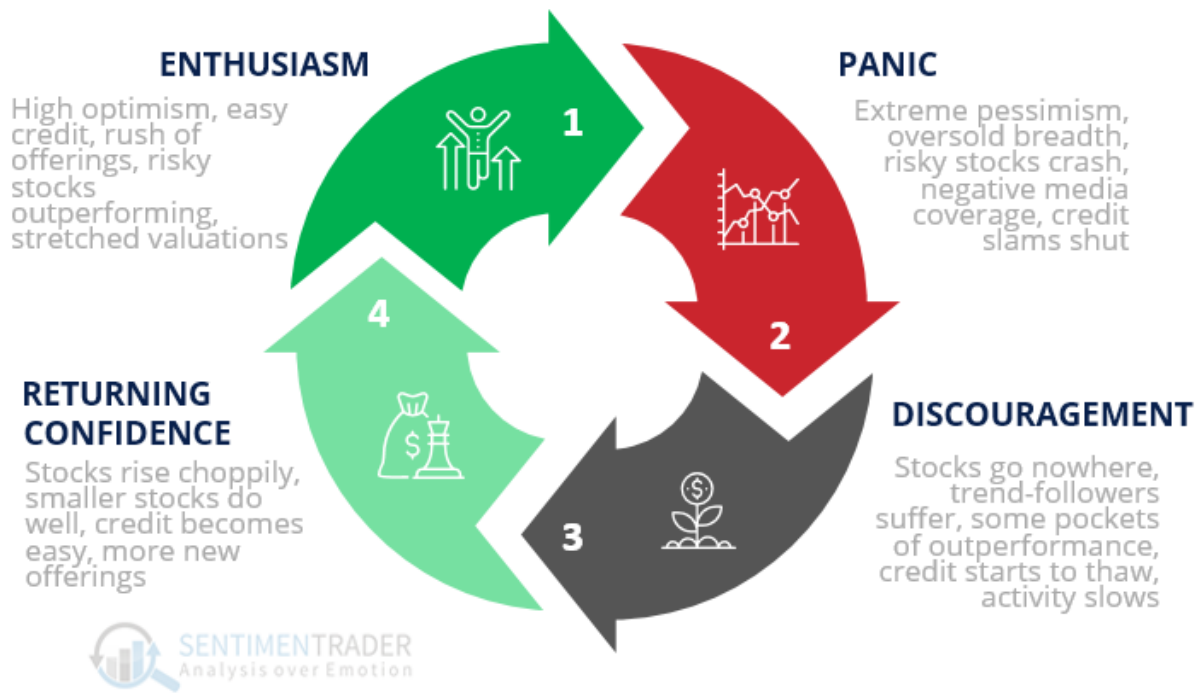 ENTHUSIASM
High optimism, easy
credit, rush of
offerings, risky
stocks
outperforming,
stretched valuations
1
PANIC
Extreme pessimism,
oversold breadth,
risky stocks crash,
negative media
coverage, credit
slams shut
2
DISCOURAGEMENT
Stocks go nowhere,
trend-followers
suffer, some pockets
of outperformance,
credit starts to thaw,
activity slows
$
3
RETURNING
CONFIDENCE
Stocks rise choppily,
smaller stocks do
well, credit becomes
easy, more new
offerings
$
4
SENTIMENTRADER
Analysis over Emotion